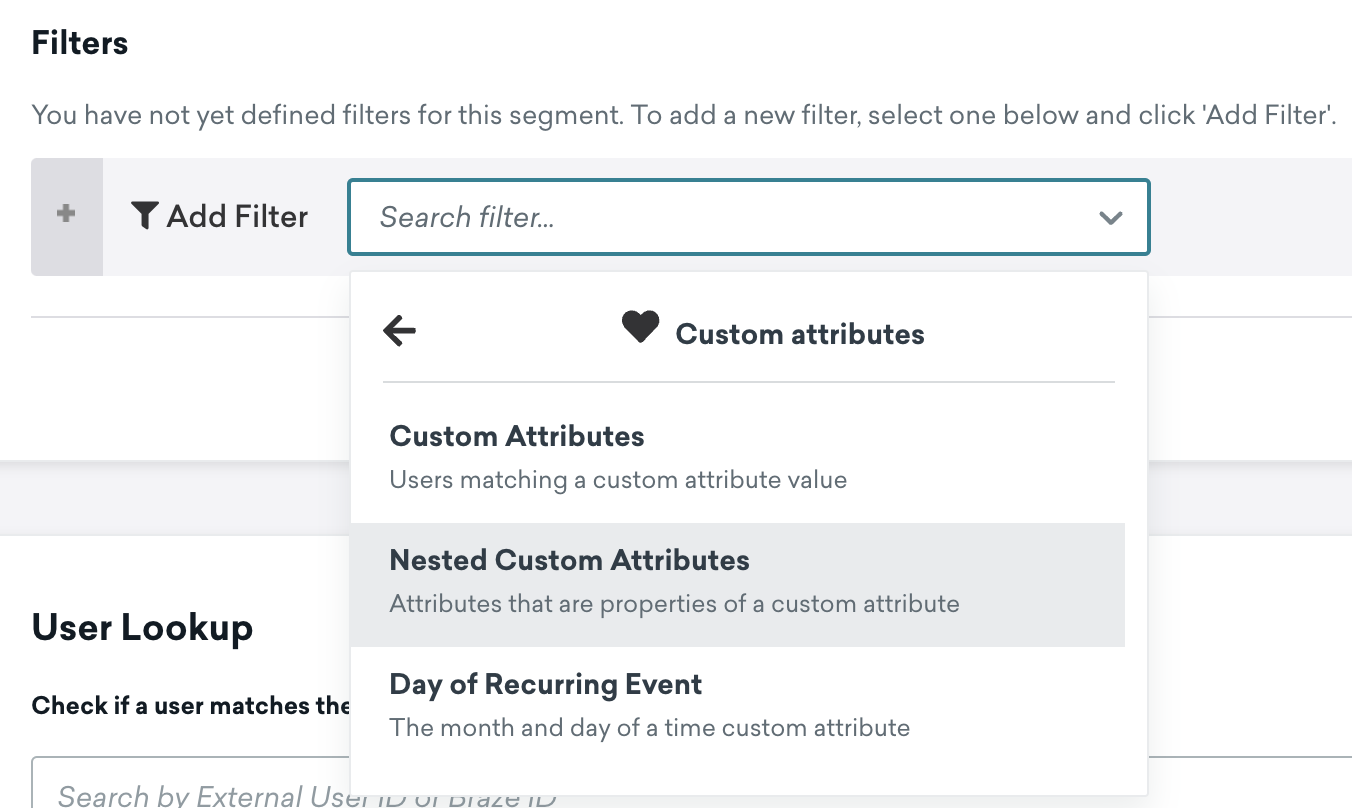 Filters
You have not yet defined filters for this segment. To add a new filter, select one below and click 'Add Filter'.
Add Filter
Search filter...
Custom attributes
Custom Attributes
Users matching a custom attribute value
Nested Custom Attributes
Attributes that are properties of a custom attribute
Day of Recurring Event
The month and day of a time custom attribute
User Lookup
Check if a user matches the
Search by External User ID or Braze ID